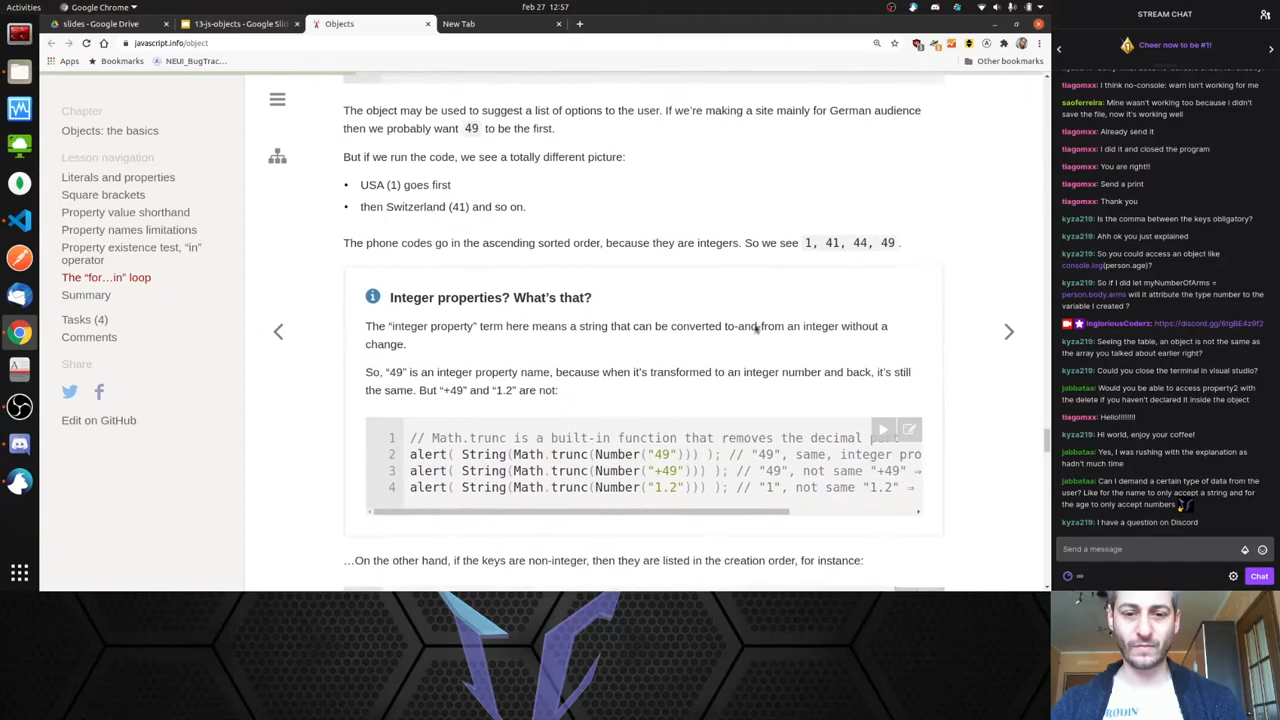 Activities
Google Chrome
feb 27 12:57
slides - Google Drive
13-js-objects - Google Slid
Objects
New Tab
javascript.info/object
Apps
Bookmarks
NEUI_BugTrac...
Other bookmarks
Chapter
Objects: the basics
Lesson navigation
Literals and properties
Square brackets
Property value shorthand
Property names limitations
Property existence test, “in”
operator
The “for…in” loop
Summary
Tasks (4)
Comments
Share
Edit on GitHub
The object may be used to suggest a list of options to the user. If we’re making a site mainly for German audience
then we probably want 49 to be the first.
But if we run the code, we see a totally different picture:
• USA (1) goes first
• then Switzerland (41) and so on.
The phone codes go in the ascending sorted order, because they are integers. So we see 1, 41, 44, 49 .
Integer properties? What’s that?
The “integer property” term here means a string that can be converted to-and-from an integer without a
change.
So, “49” is an integer property name, because when it’s transformed to an integer number and back, it’s still
the same. But “+49” and “1.2” are not:
1 // Math.trunc is a built-in function that removes the decimal
2 alert( String(Math.trunc(Number("49"))) ); // "49", same, integer pro
3 alert( String(Math.trunc(Number("+49"))) ); // "49", not same "+49" ⇒
4 alert( String(Math.trunc(Number("1.2"))) ); // "1", not same "1.2" ⇒
…On the other hand, if the keys are non-integer, then they are listed in the creation order, for instance:
STREAM CHAT
Cheer now to be #1!
tiagomxx: I think no-console: warn isn't working for
me
saoferreira: Mine wasn't working too because i didn't
save the file, now it's working well
tiagomxx: Already send it
tiagomxx: I did it and closed the program
tiagomxx: You are right!!
tiagomxx: Send a print
tiagomxx: Thank you
kyza219: Is the comma between the keys obligatory?
kyza219: Ahh ok you just explained
kyza219: So you could access an object like
console.log(person.age)?
kyza219: So if I did let myNumberOfArms =
person.body.arms will it attribute the type number to the
variable I created ?
ingloriousCoderz: https://discord.gg/6tgBE4z9f2
kyza219: Seeing the table, an object is not the same as
the array you talked about earlier right?
kyza219: Could you close the terminal in visual studio?
jabbataa: Would you be able to access property2 with
the delete if you haven't declared it inside the object
tiagomxx: Hello!!!!!!!!
kyza219: Hi world, enjoy your coffee!
jabbataa: Yes, I was rushing with the explanation as
hadn't much time
jabbataa: Can I demand a certain type of data from the
user? Like for the name to only accept a string and for
the age to only accept numbers
kyza219: I have a question on Discord
Send a message
Chat